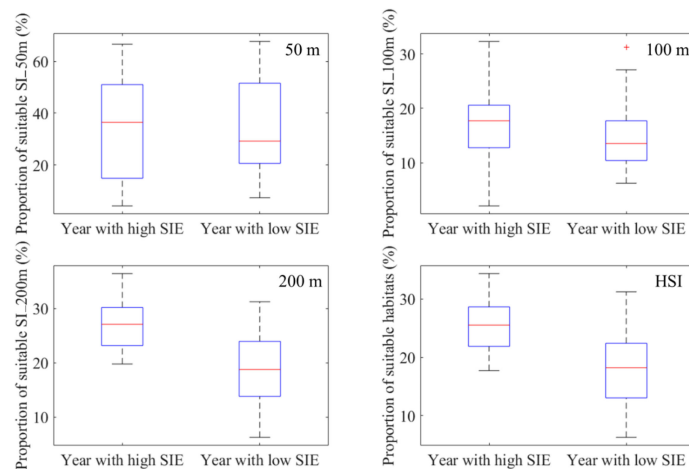 Proportion of suitable SI_50m (%)
60
40
20
50 m
Year with high SIE Year with low SIE
Proportion of suitable SI_100m (%)
30
20
10
100 m
Year with high SIE Year with low SIE
Proportion of suitable SI_200m (%)
30
20
10
200 m
Year with high SIE Year with low SIE
Proportion of suitable habitats (%)
30
20
10
HSI
Year with high SIE Year with low SIE